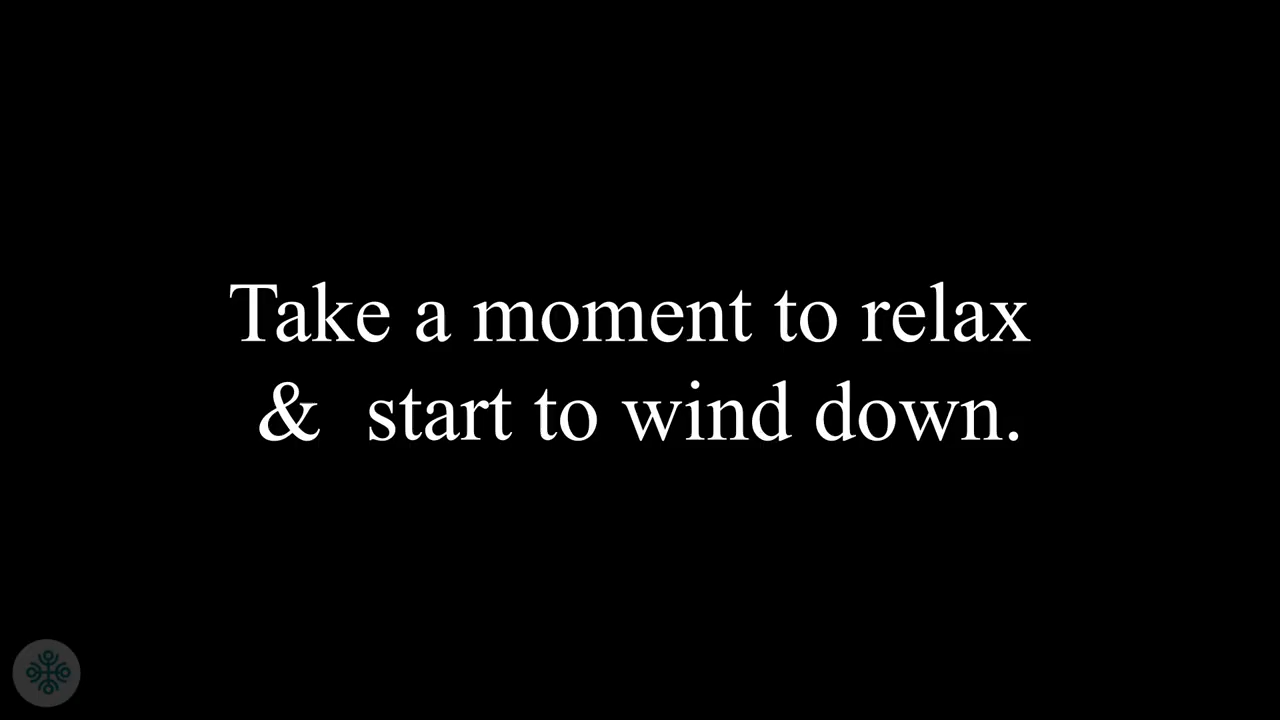 Take a moment to relax
&  start to wind down.